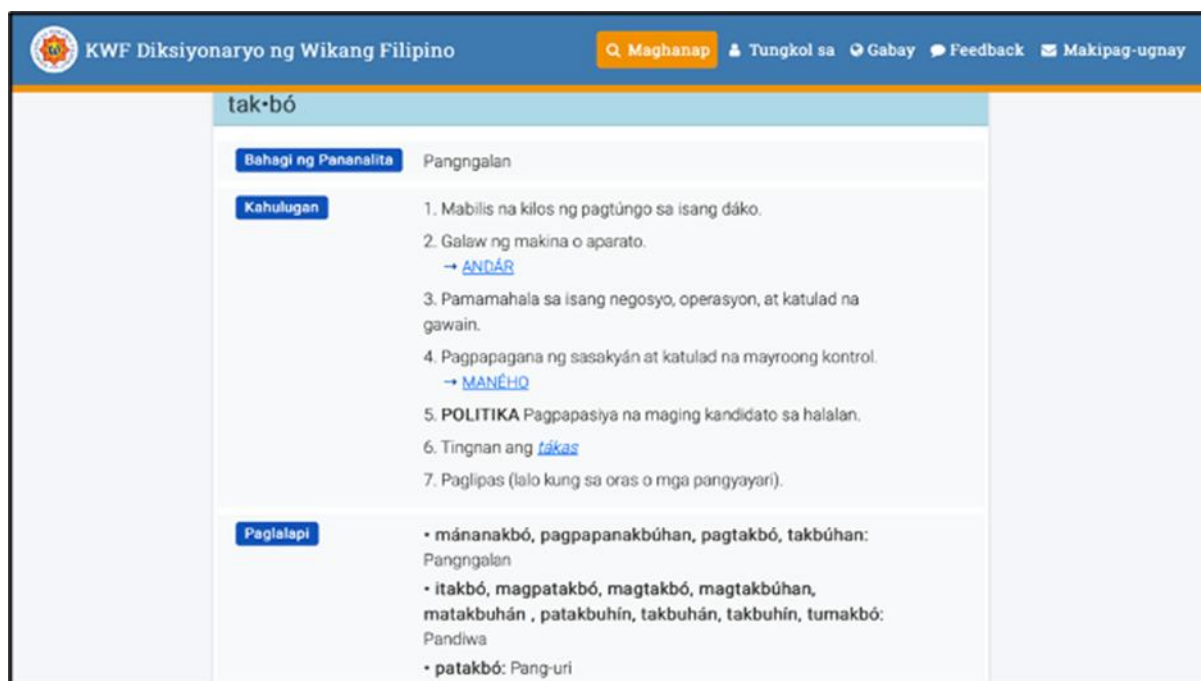 KWF Diksiyonaryo ng Wikang Filipino
Maghanap
Tungkol sa
Gabay
Feedback
Makipag-ugnay
tak•bó
Bahagi ng Pananalita
Pangngalan
Kahulugan
1. Mabilis na kilos ng pagtúngo sa isang dáko.
2. Galaw ng makina o aparato.
→ ANDÁR
3. Pamamahala sa isang negosyo, operasyon, at katulad na
gawain.
4. Pagpapagana ng sasakyán at katulad na mayroong kontrol.
→ MANÉHO
5. POLITIKA Pagpapasiya na maging kandidato sa halalan.
6. Tingnan ang tákas
7. Paglipas (lalo kung sa oras o mga pangyayari).
Paglalapi
• mánanakbó, pagpapanakbúhan, pagtakbó, takbúhan:
Pangngalan
• itakbó, magpatakbó, magtakbó, magtakbúhan,
matakbuhán , patakbuhín, takbuhán, takbuhín, tumakbó:
Pandiwa
• patakbó: Pang-uri